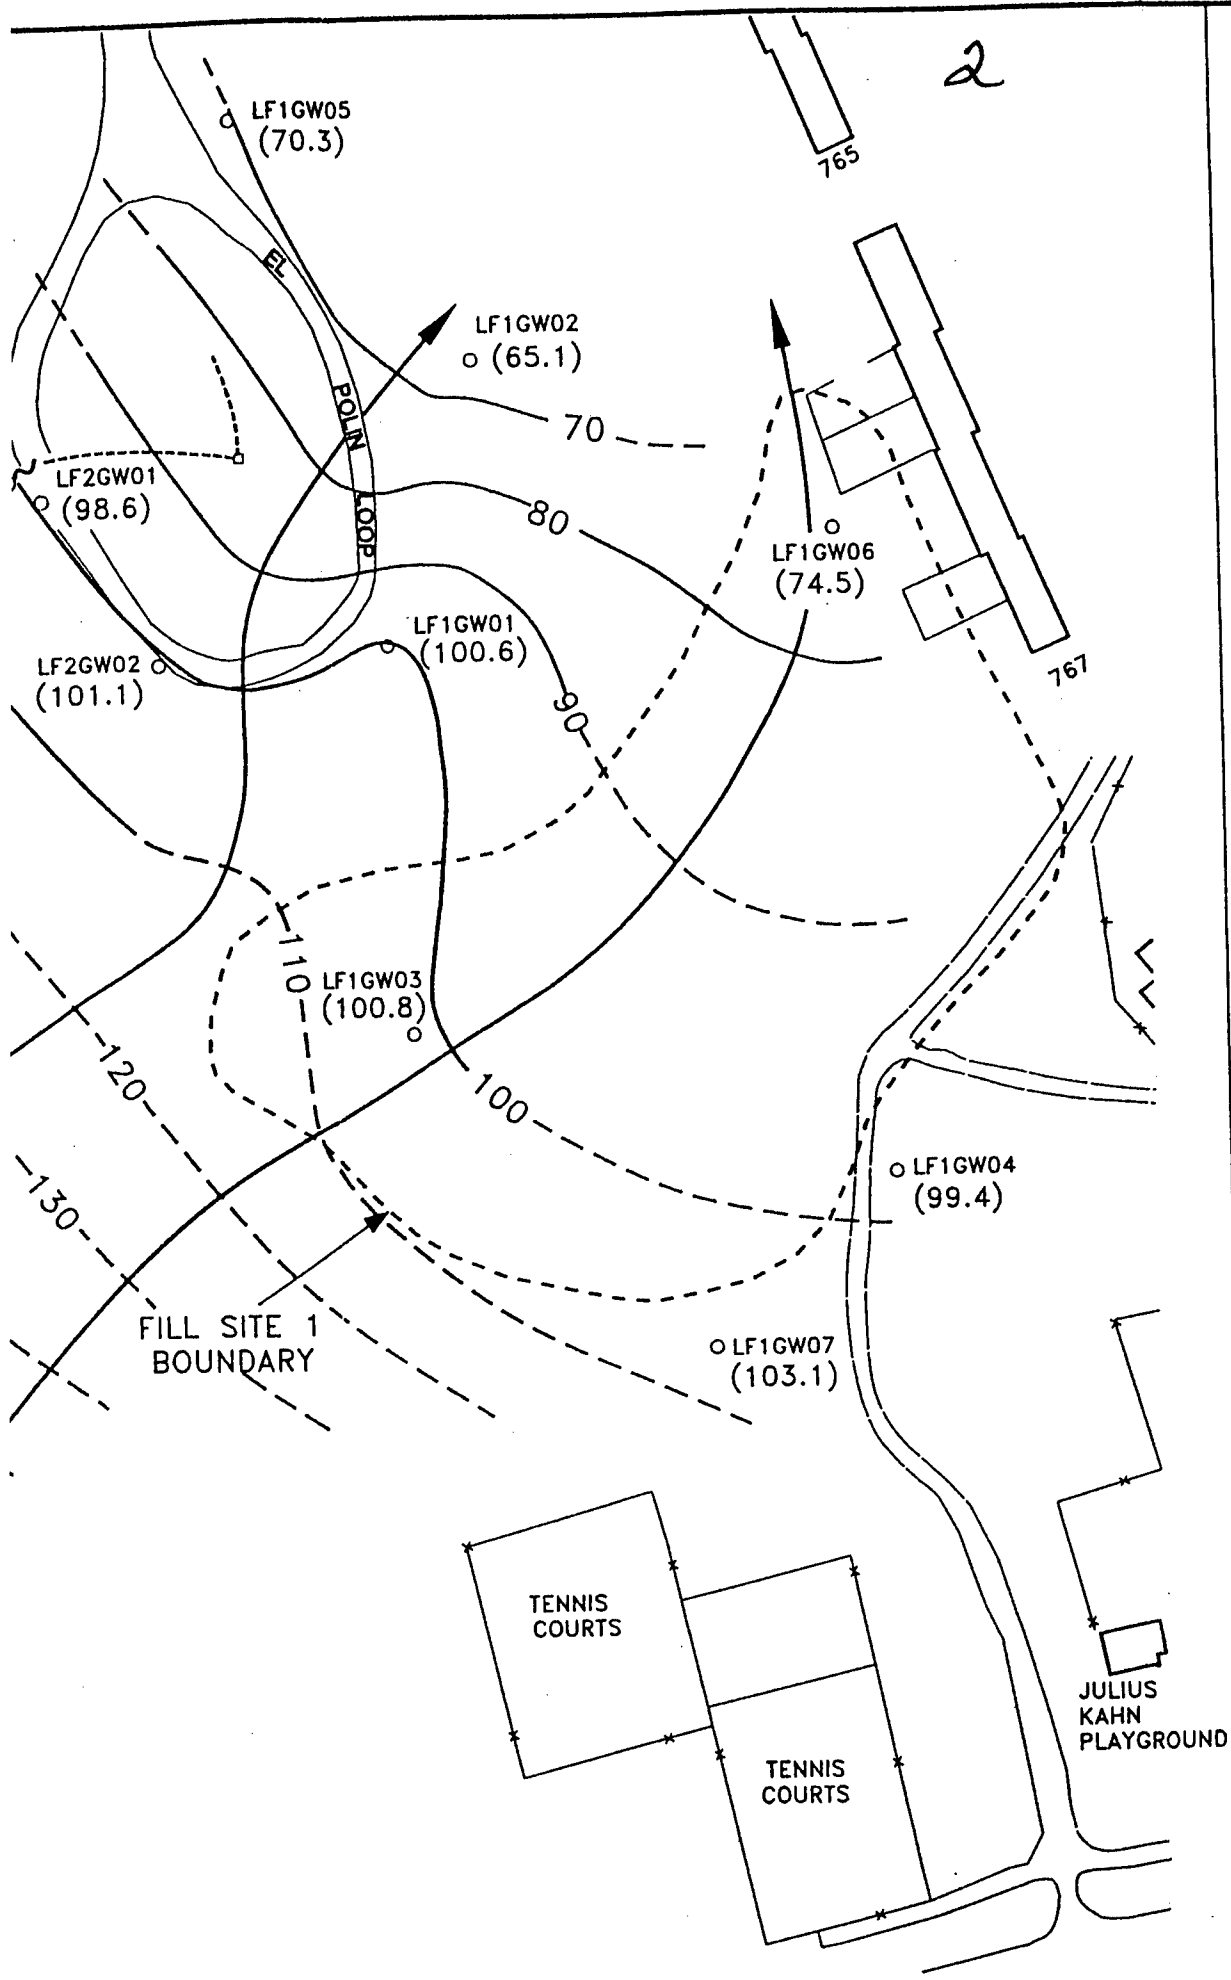 2
LF1GW05
(70.3)
765
EL
POLIN
LOOP
LF1GW02
(65.1)
70
LF2GW01
(98.6)
80
LF1GW06
(74.5)
LF1GW01
(100.6)
LF2GW02
(101.1)
767
90
110
LF1GW03
(100.8)
120
100
LF1GW04
(99.4)
130
FILL SITE 1
BOUNDARY
LF1GW07
(103.1)
TENNIS
COURTS
JULIUS
KAHN
PLAYGROUND
TENNIS
COURTS